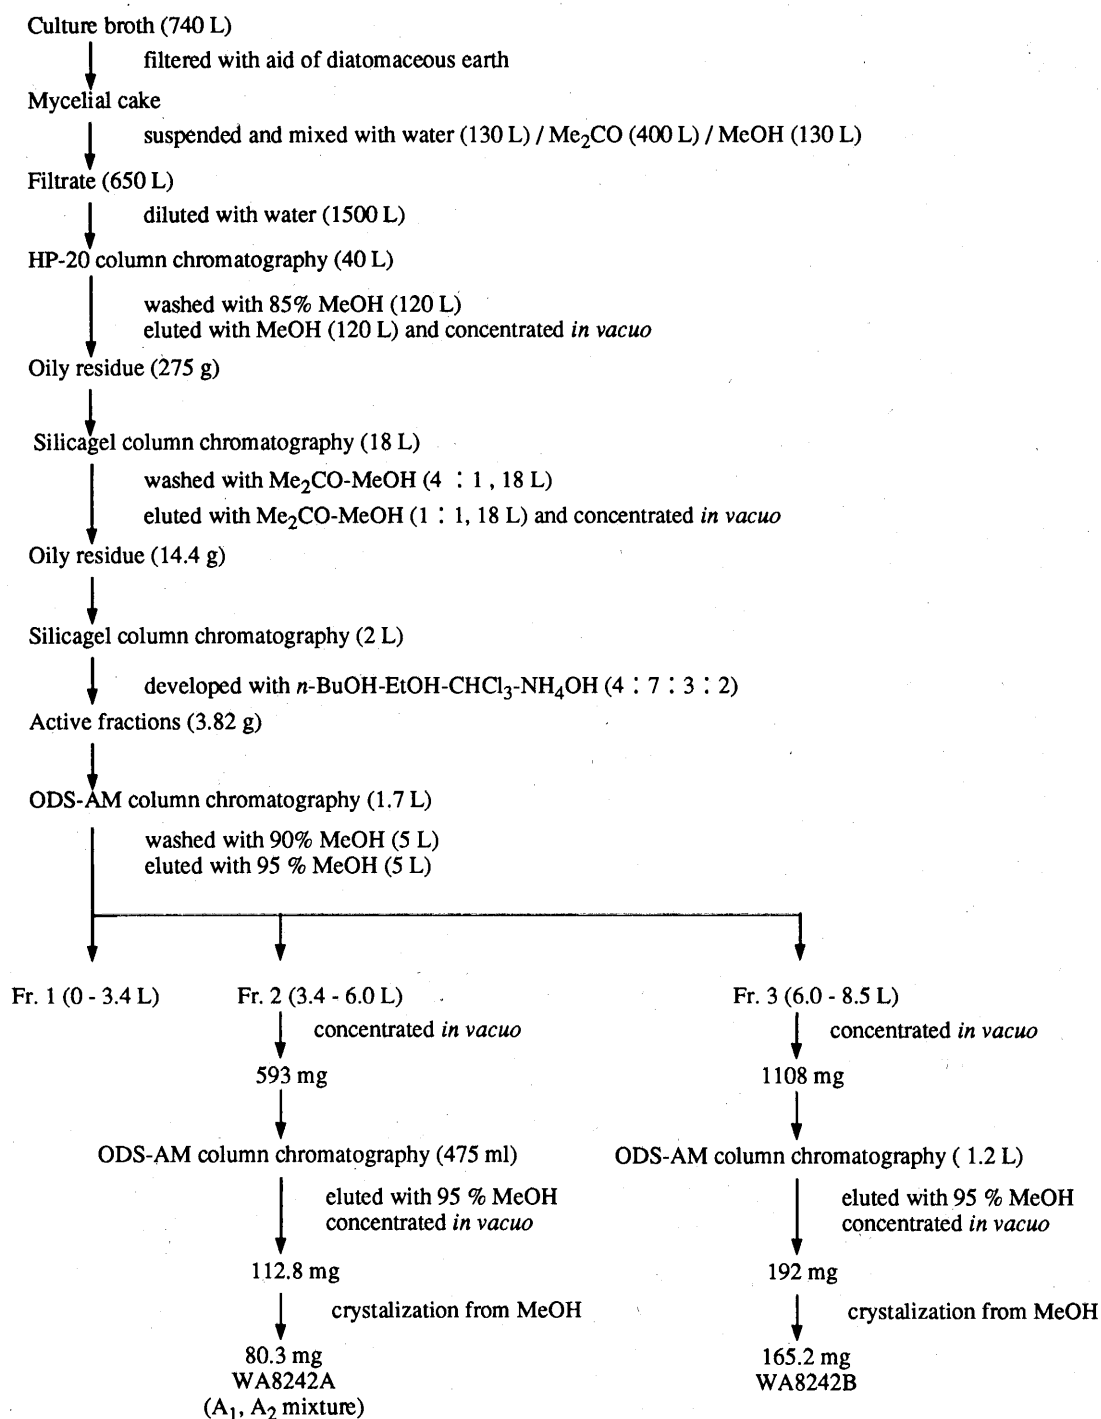 Culture broth (740 L)
filtered with aid of diatomaceous earth
Mycelial cake
suspended and mixed with water (130 L) / Me₂CO (400 L) / MeOH (130 L)
Filtrate (650 L)
diluted with water (1500 L)
HP-20 column chromatography (40 L)
washed with 85% MeOH (120 L)
eluted with MeOH (120 L) and concentrated in vacuo
Oily residue (275 g)
Silicagel column chromatography (18 L)
washed with Me₂CO-MeOH (4 : 1 , 18 L)
eluted with Me₂CO-MeOH (1 : 1, 18 L) and concentrated in vacuo
Oily residue (14.4 g)
Silicagel column chromatography (2 L)
developed with n-BuOH-EtOH-CHCl₃-NH₄OH (4 : 7 : 3 : 2)
Active fractions (3.82 g)
ODS-AM column chromatography (1.7 L)
washed with 90% MeOH (5 L)
eluted with 95 % MeOH (5 L)
Fr. 1 (0 - 3.4 L)
Fr. 2 (3.4 - 6.0 L)
concentrated in vacuo
593 mg
ODS-AM column chromatography (475 ml)
eluted with 95 % MeOH
concentrated in vacuo
112.8 mg
crystalization from MeOH
80.3 mg
WA8242A
(A₁, A₂ mixture)
Fr. 3 (6.0 - 8.5 L)
concentrated in vacuo
1108 mg
ODS-AM column chromatography ( 1.2 L)
eluted with 95 % MeOH
concentrated in vacuo
192 mg
crystalization from MeOH
165.2 mg
WA8242B